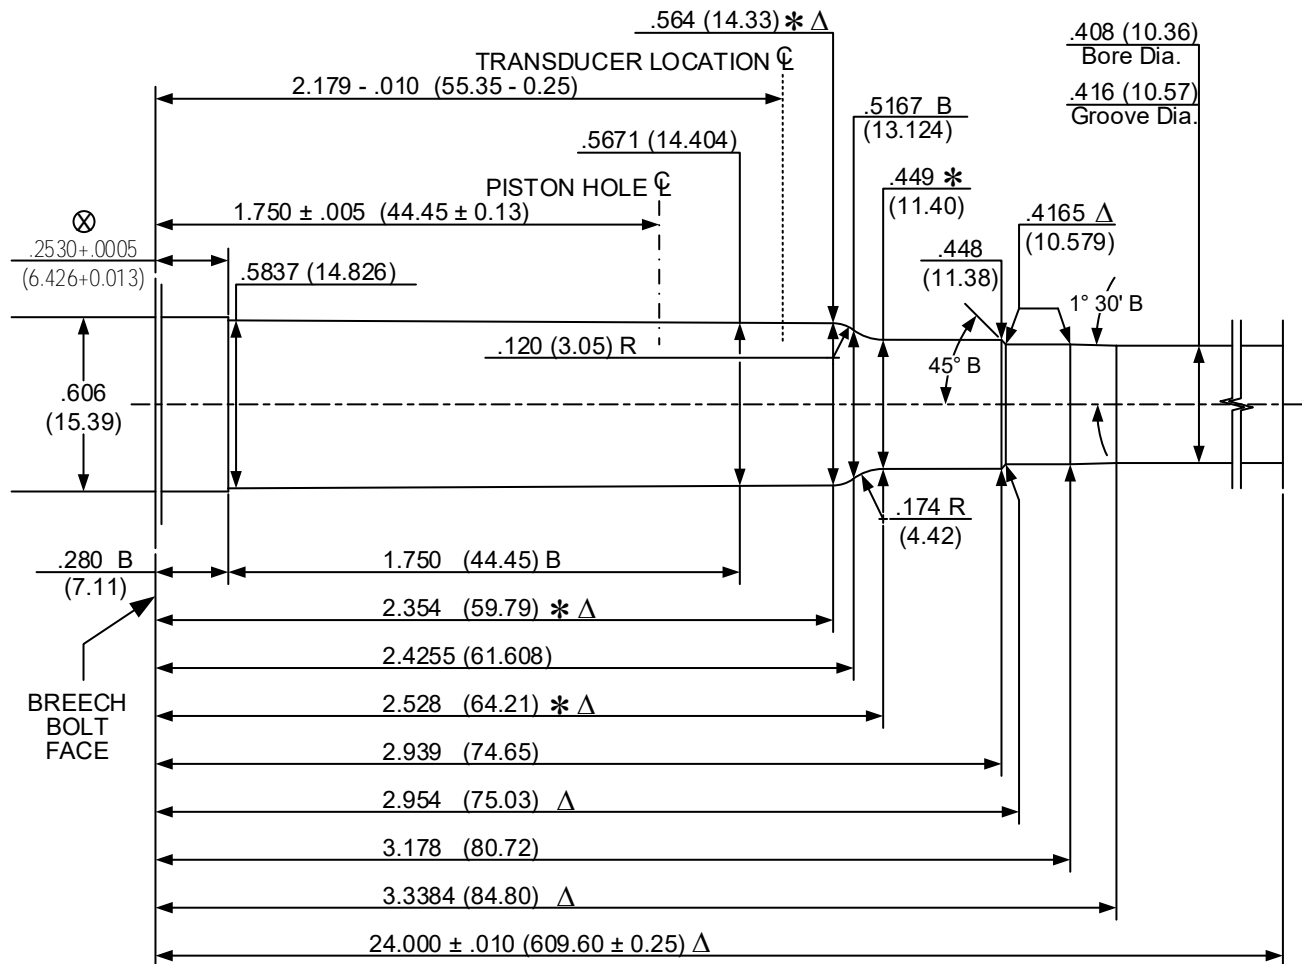 .564 (14.33) * Δ
.408 (10.36)
Bore Dia.
TRANSDUCER LOCATION ℄
2.179 - .010 (55.35 - 0.25)
.416 (10.57)
Groove Dia.
.5167 B
(13.124)
.5671 (14.404)
PISTON HOLE ℄
.449 *
(11.40)
1.750 ± .005 (44.45 ± 0.13)
.4165 Δ
(10.579)
⊗
.2530+.0005
(6.426+0.013)
.5837 (14.826)
.448
(11.38)
1° 30' B
.120 (3.05) R
45° B
.606
(15.39)
.174 R
(4.42)
.280 B
(7.11)
1.750 (44.45) B
2.354 (59.79) * Δ
2.4255 (61.608)
BREECH
BOLT
FACE
2.528 (64.21) * Δ
2.939 (74.65)
2.954 (75.03) Δ
3.178 (80.72)
3.3384 (84.80) Δ
24.000 ± .010 (609.60 ± 0.25) Δ